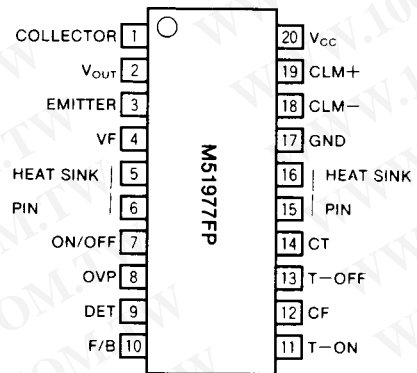 COLLECTOR 1
VOUT 2
EMITTER 3
VF 4
HEAT SINK 5
PIN 6
ON/OFF 7
OVP 8
DET 9
F/B 10
M51977FP
20 VCC
19 CLM+
18 CLM−
17 GND
16 HEAT SINK
15 PIN
14 CT
13 T−OFF
12 CF
11 T−ON